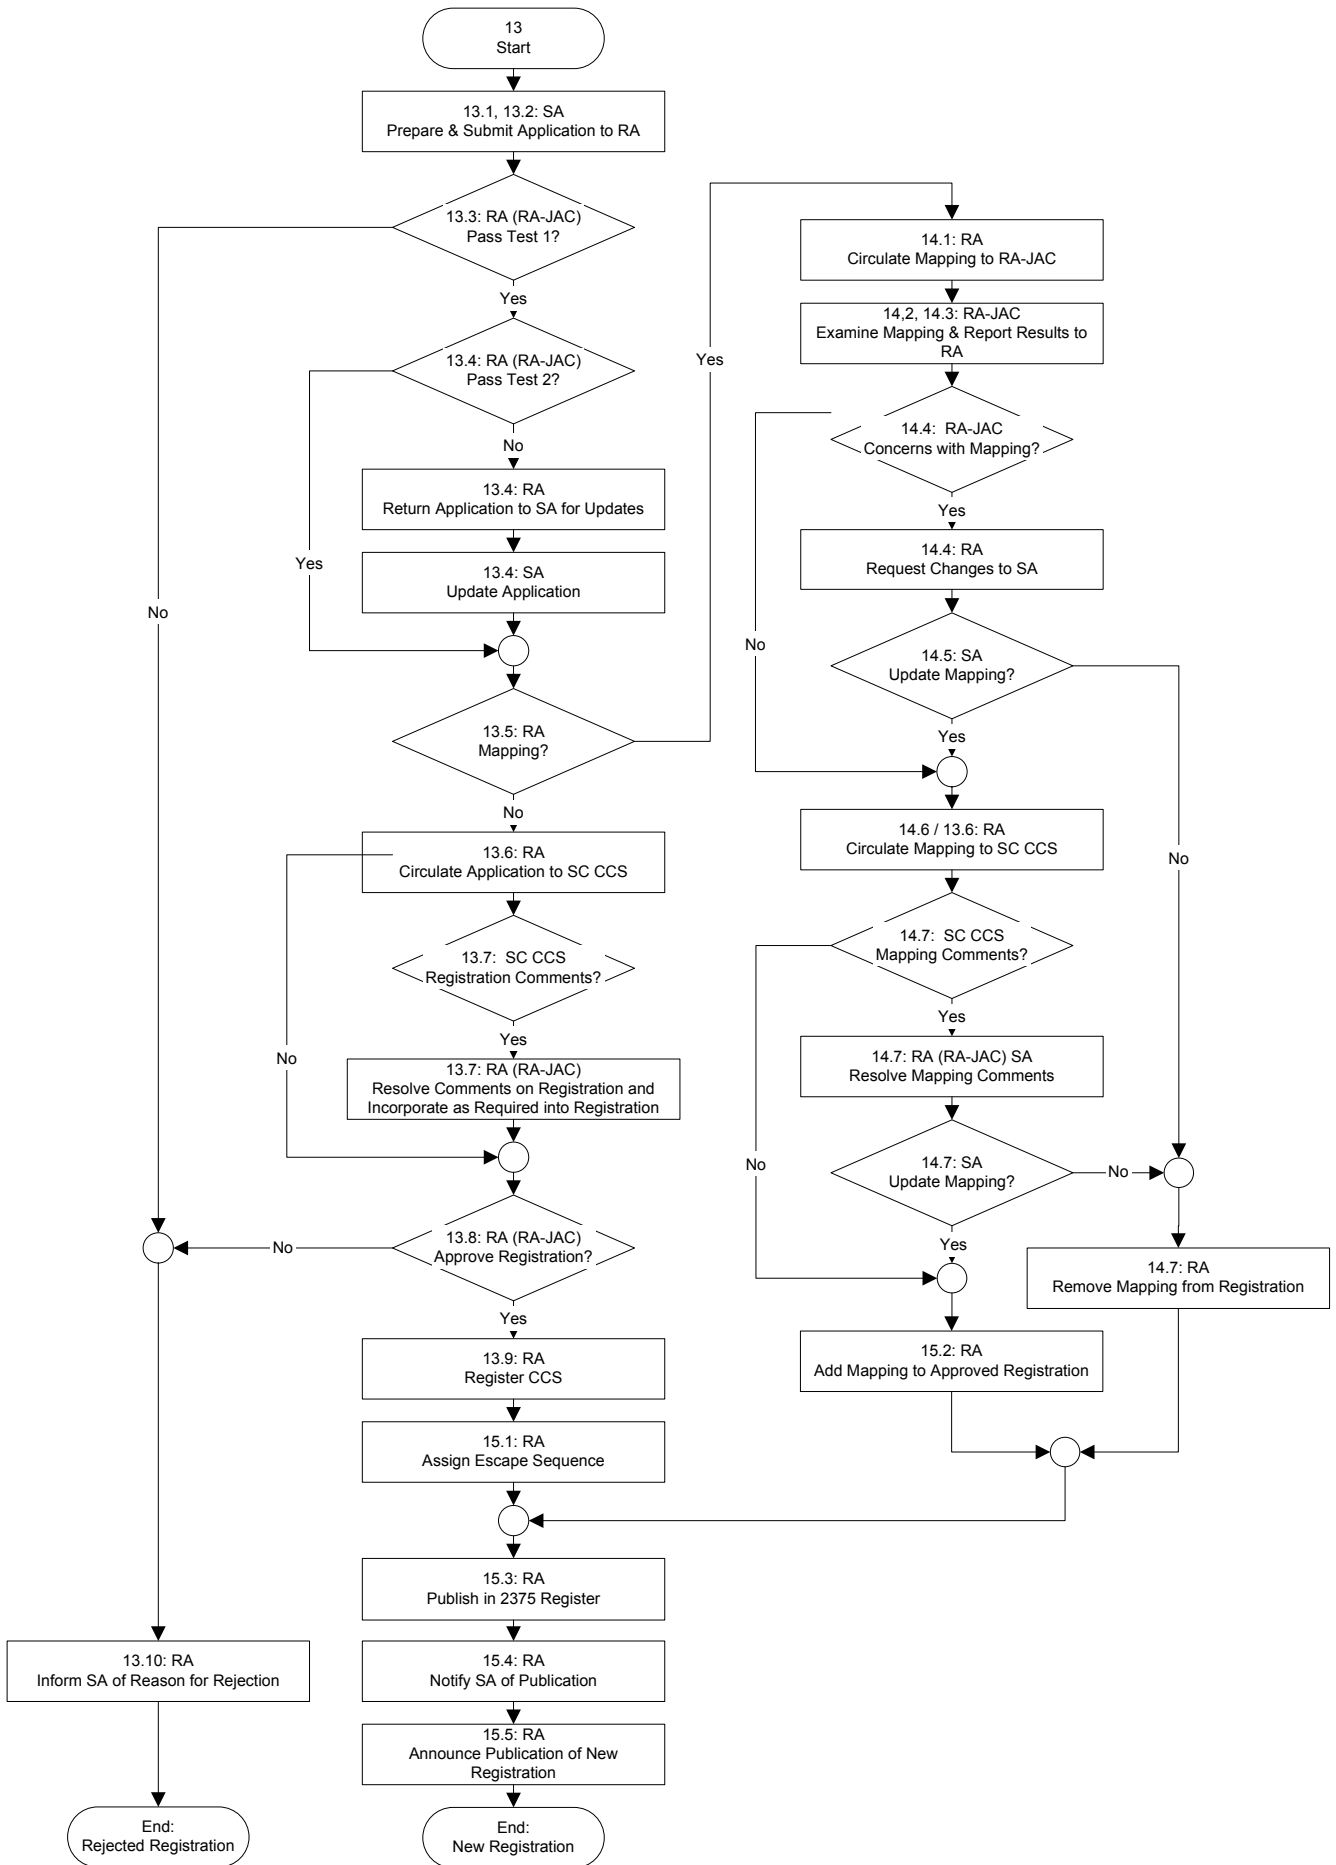 13
Start
13.1, 13.2: SA
Prepare & Submit Application to RA
13.3: RA (RA-JAC)
Pass Test 1?
Yes
13.4: RA (RA-JAC)
Pass Test 2?
No
13.4: RA
Return Application to SA for Updates
Yes
13.4: SA
Update Application
No
13.5: RA
Mapping?
No
13.6: RA
Circulate Application to SC CCS
13.7:  SC CCS
Registration Comments?
Yes
No
13.7: RA (RA-JAC)
Resolve Comments on Registration and
Incorporate as Required into Registration
13.8: RA (RA-JAC)
Approve Registration?
No
Yes
13.9: RA
Register CCS
15.1: RA
Assign Escape Sequence
15.3: RA
Publish in 2375 Register
15.4: RA
Notify SA of Publication
15.5: RA
Announce Publication of New
Registration
End:
New Registration
13.10: RA
Inform SA of Reason for Rejection
End:
Rejected Registration
Yes
14.1: RA
Circulate Mapping to RA-JAC
14,2, 14.3: RA-JAC
Examine Mapping & Report Results to
RA
14.4:  RA-JAC
Concerns with Mapping?
Yes
14.4: RA
Request Changes to SA
No
14.5: SA
Update Mapping?
Yes
14.6 / 13.6: RA
Circulate Mapping to SC CCS
No
14.7:  SC CCS
Mapping Comments?
Yes
14.7: RA (RA-JAC) SA
Resolve Mapping Comments
No
14.7: SA
Update Mapping?
No
Yes
14.7: RA
Remove Mapping from Registration
15.2: RA
Add Mapping to Approved Registration